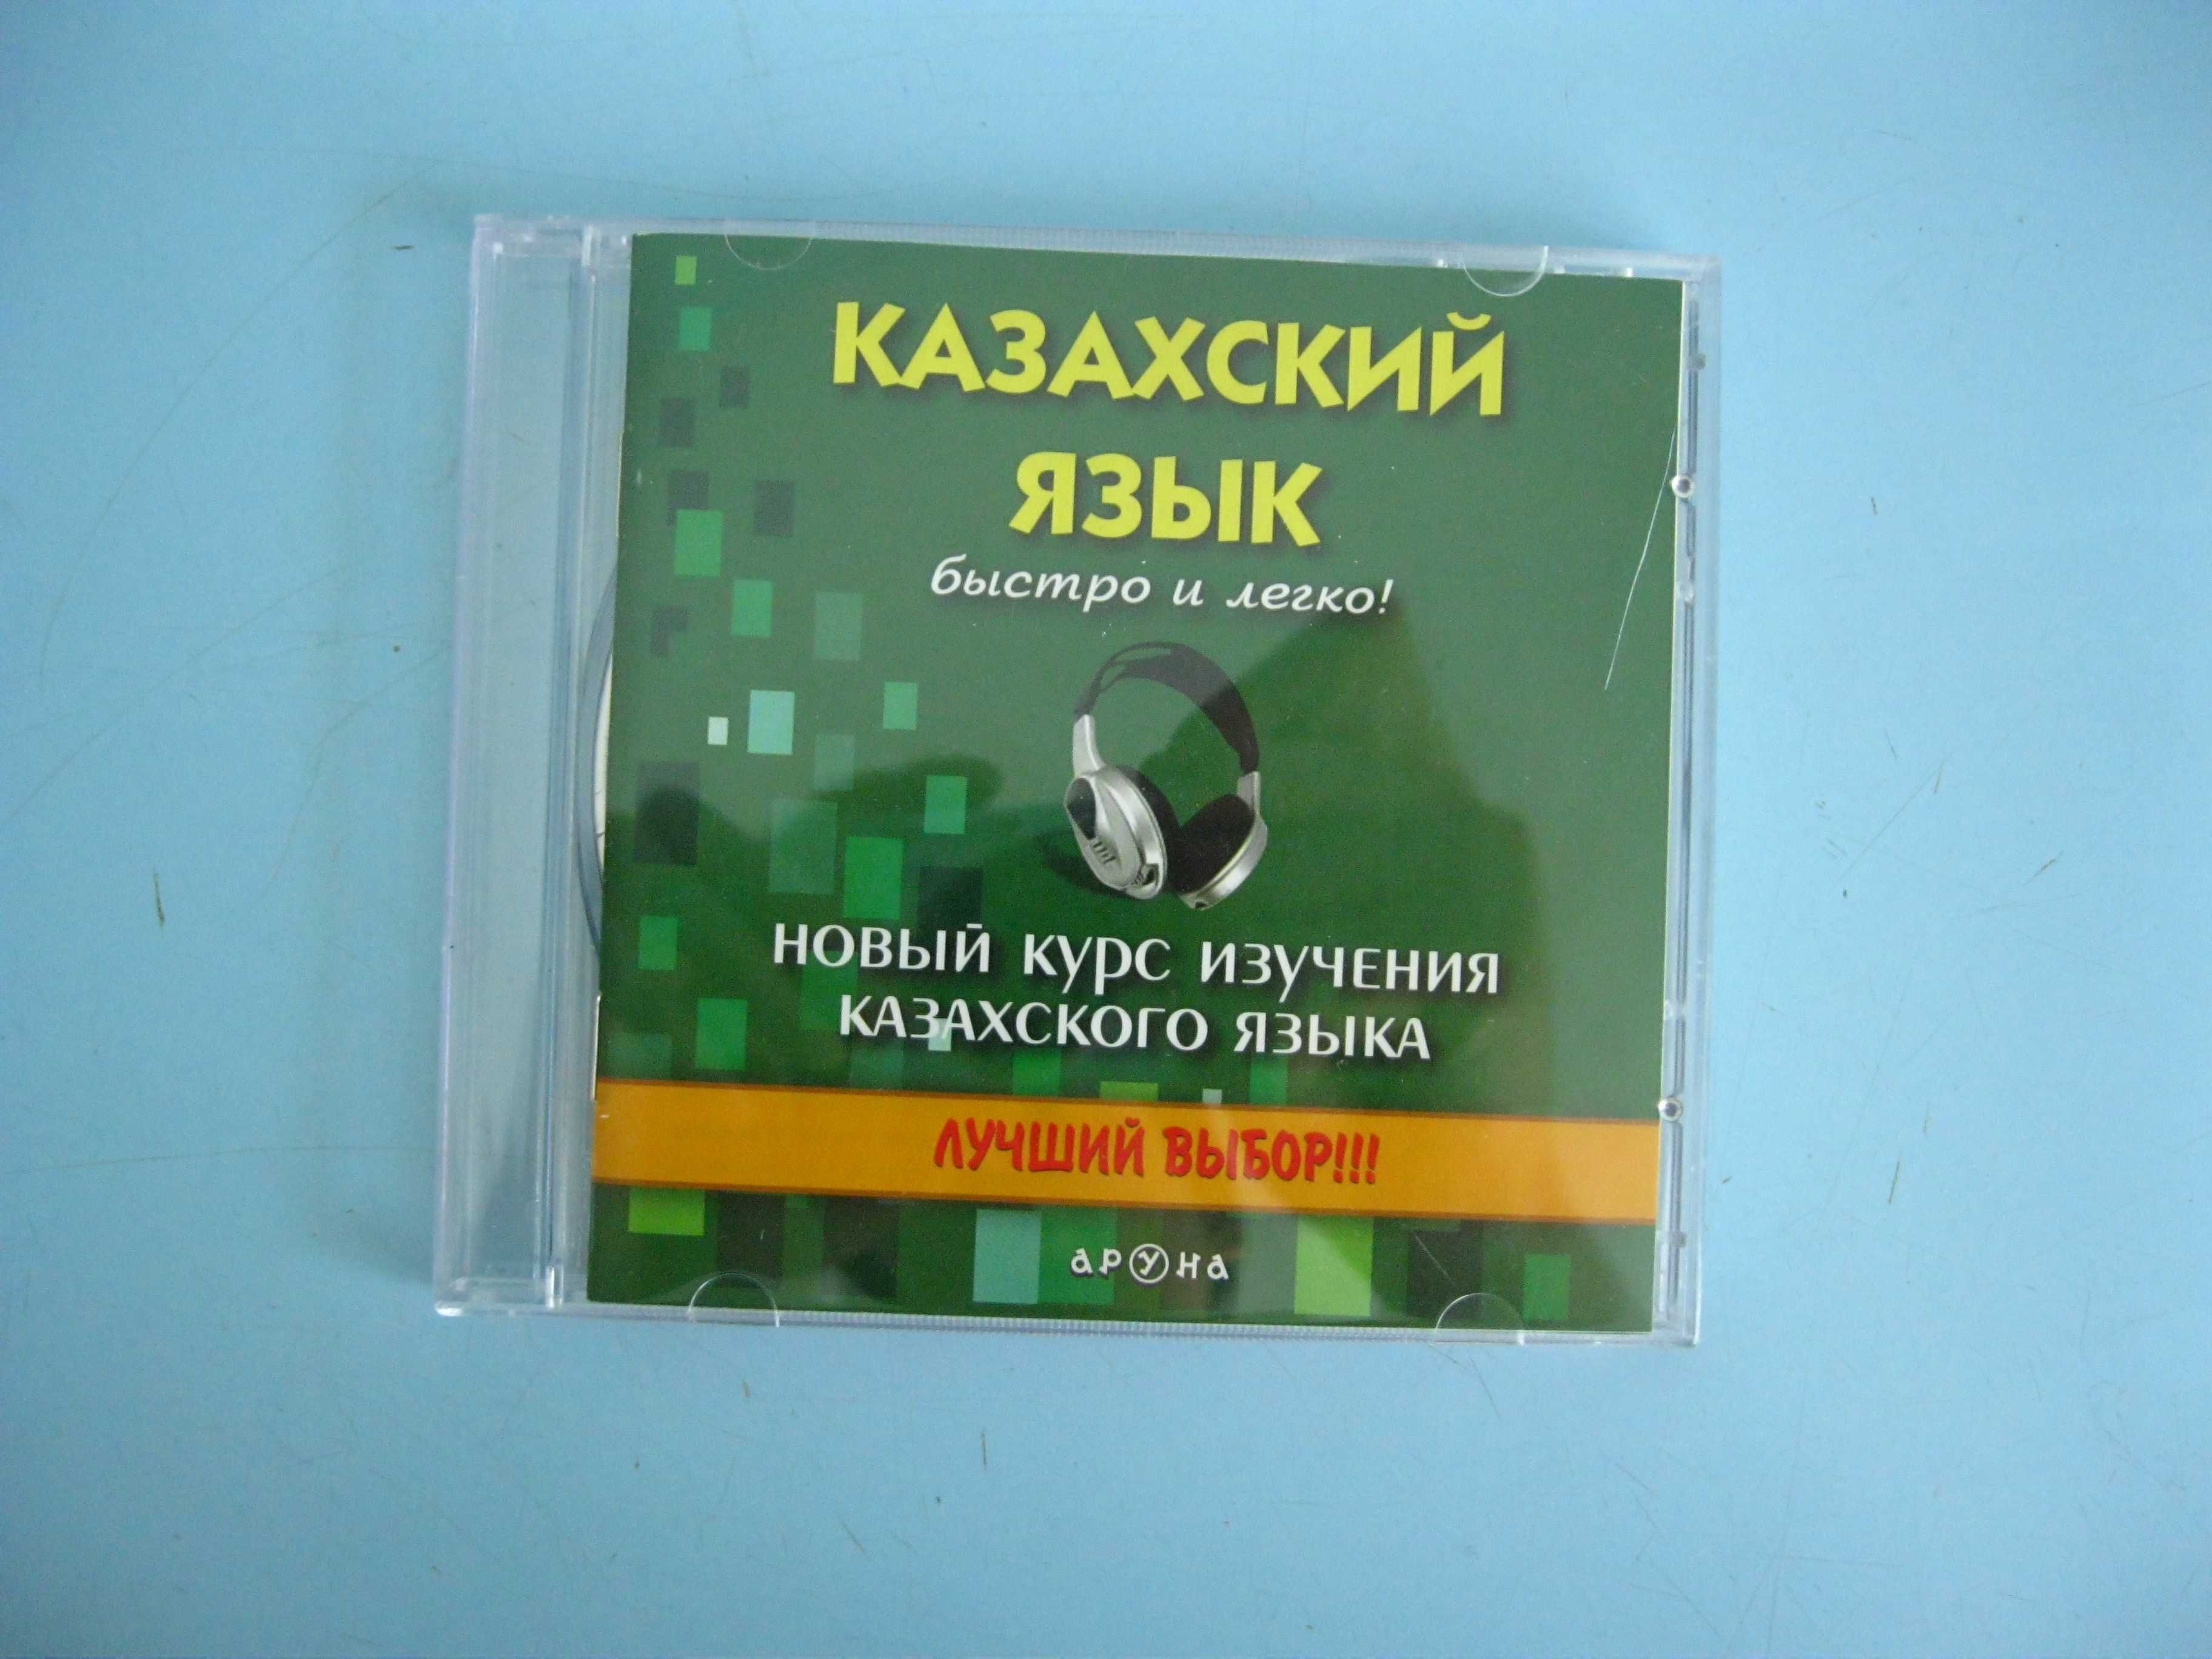 КАЗАХСКИЙ
ЯЗЫК
быстро и легко!
НОВЫЙ КУРС ИЗУЧЕНИЯ
КАЗАХСКОГО ЯЗЫКА
ЛУЧШИЙ ВЫБОР!!!
аРУНа